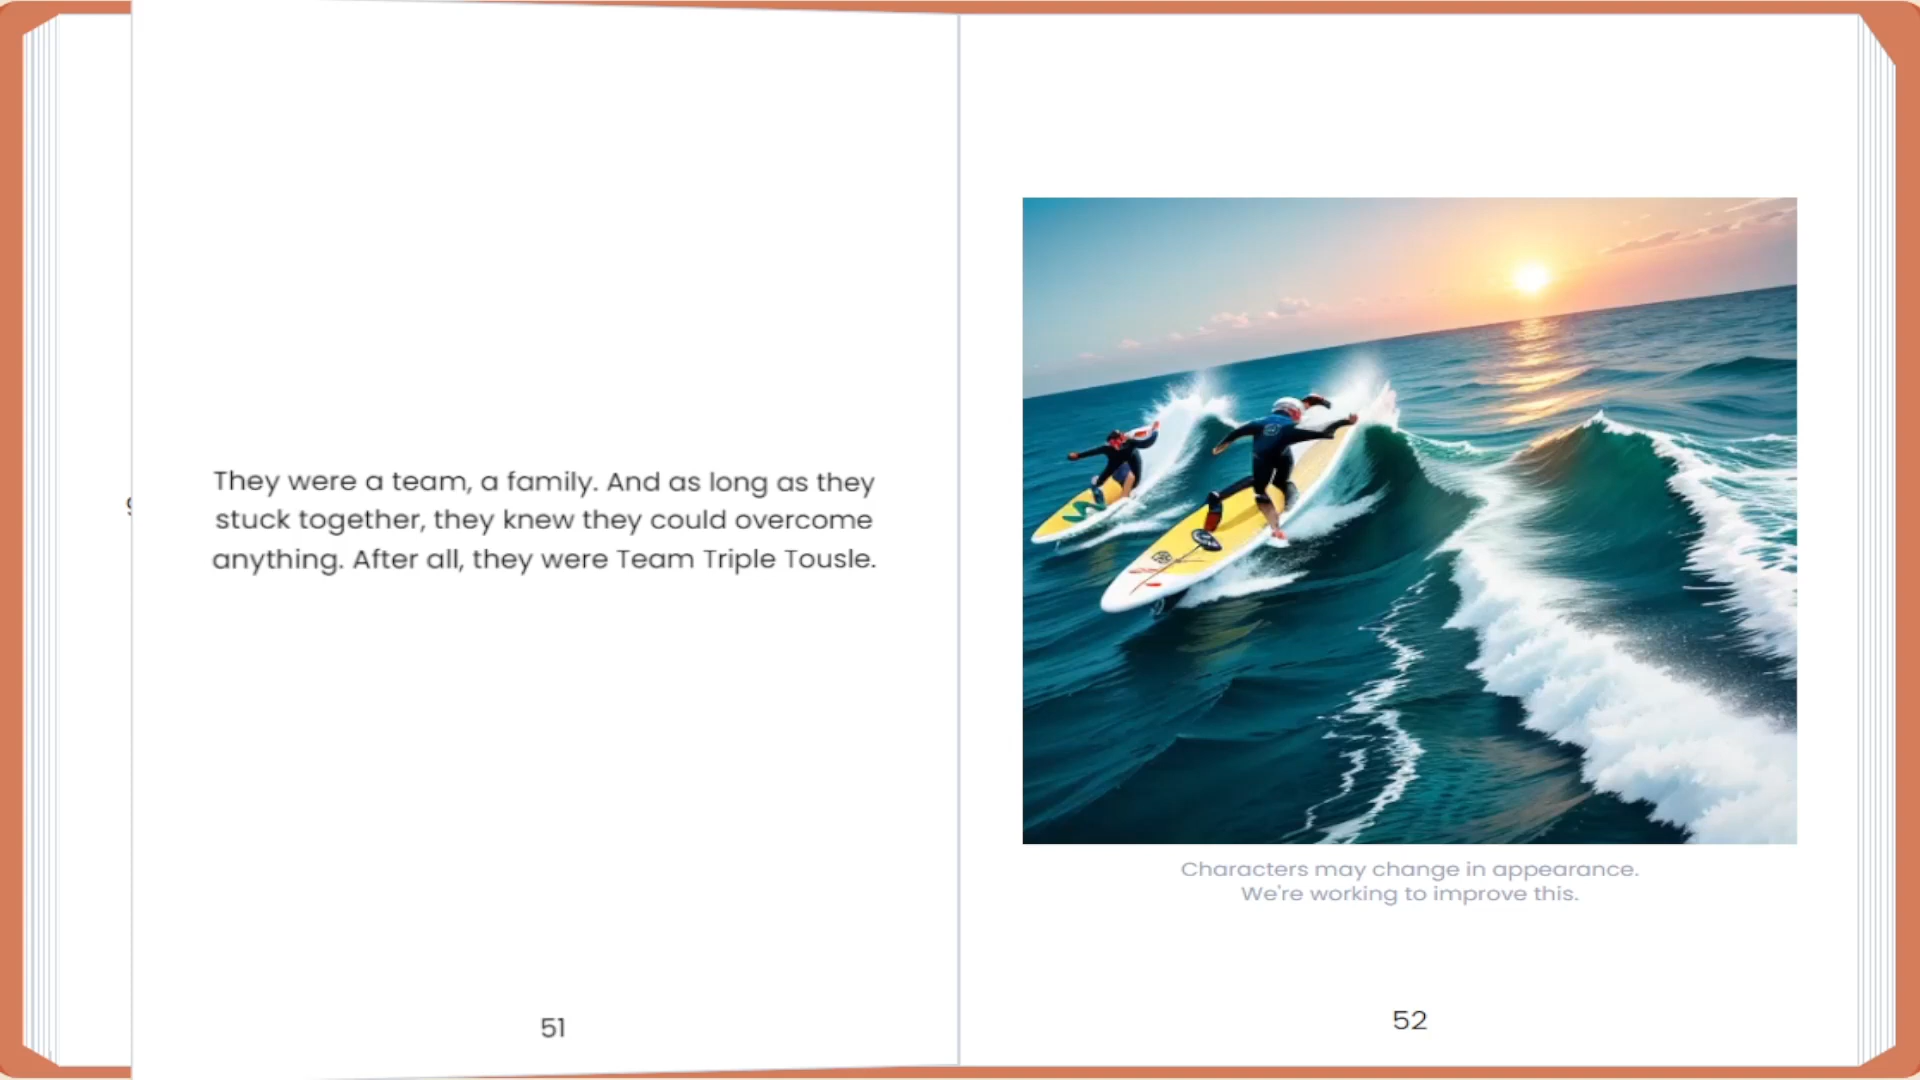 They were a team, a family. And as long as they
stuck together, they knew they could overcome
anything. After all, they were Team Triple Tousle.
51
Characters may change in appearance.
We're working to improve this.
52